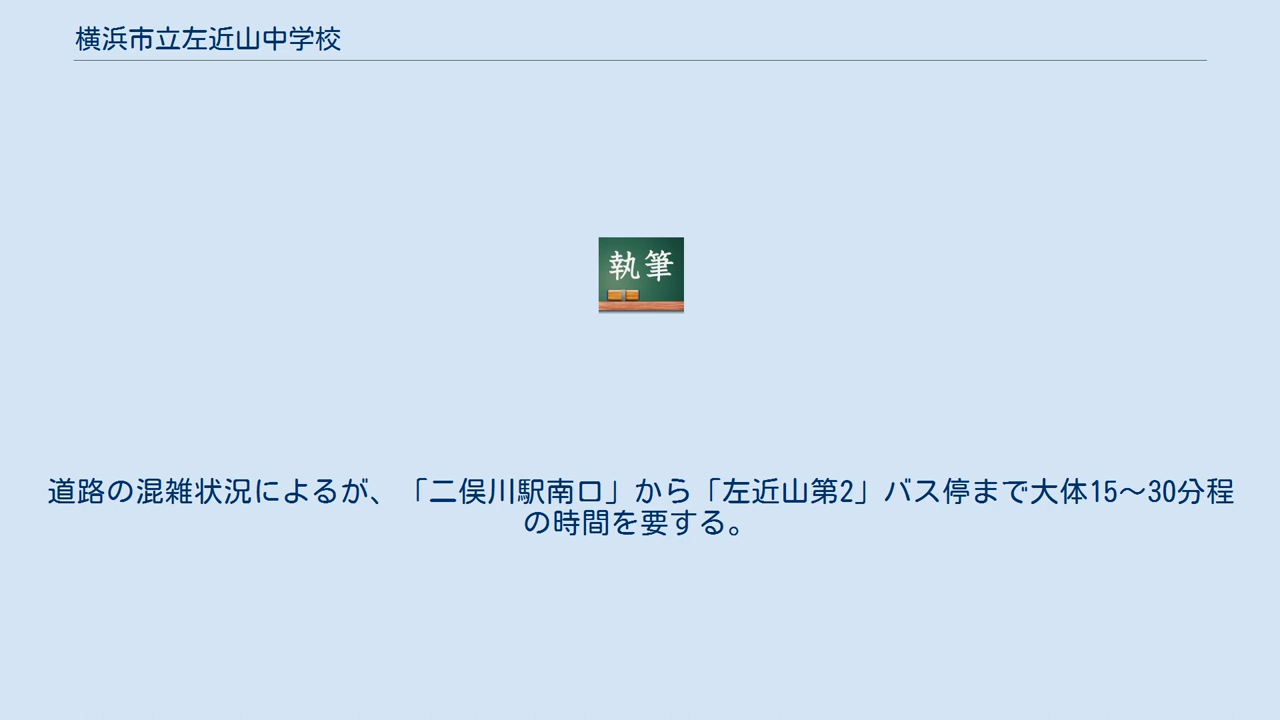 横浜市立左近山中学校
執筆
道路の混雑状況によるが、「二俣川駅南口」から「左近山第2」バス停まで大体15〜30分程
の時間を要する。